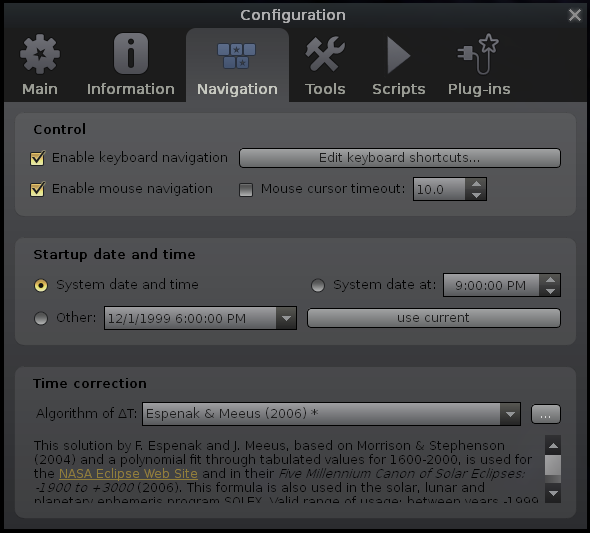 Configuration
Main Information Navigation Tools Scripts Plug-ins
Control
Enable keyboard navigation Edit keyboard shortcuts...
Enable mouse navigation Mouse cursor timeout: 10.0
Startup date and time
System date and time System date at: 9:00:00 PM
Other: 12/1/1999 6:00:00 PM use current
Time correction
Algorithm of ΔT: Espenak & Meeus (2006) * ...
This solution by F. Espenak and J. Meeus, based on Morrison & Stephenson
(2004) and a polynomial fit through tabulated values for 1600-2000, is used for
the NASA Eclipse Web Site and in their Five Millennium Canon of Solar Eclipses:
-1900 to +3000 (2006). This formula is also used in the solar, lunar and
planetary ephemeris program SOLEX. Valid range of usage: between years -1999